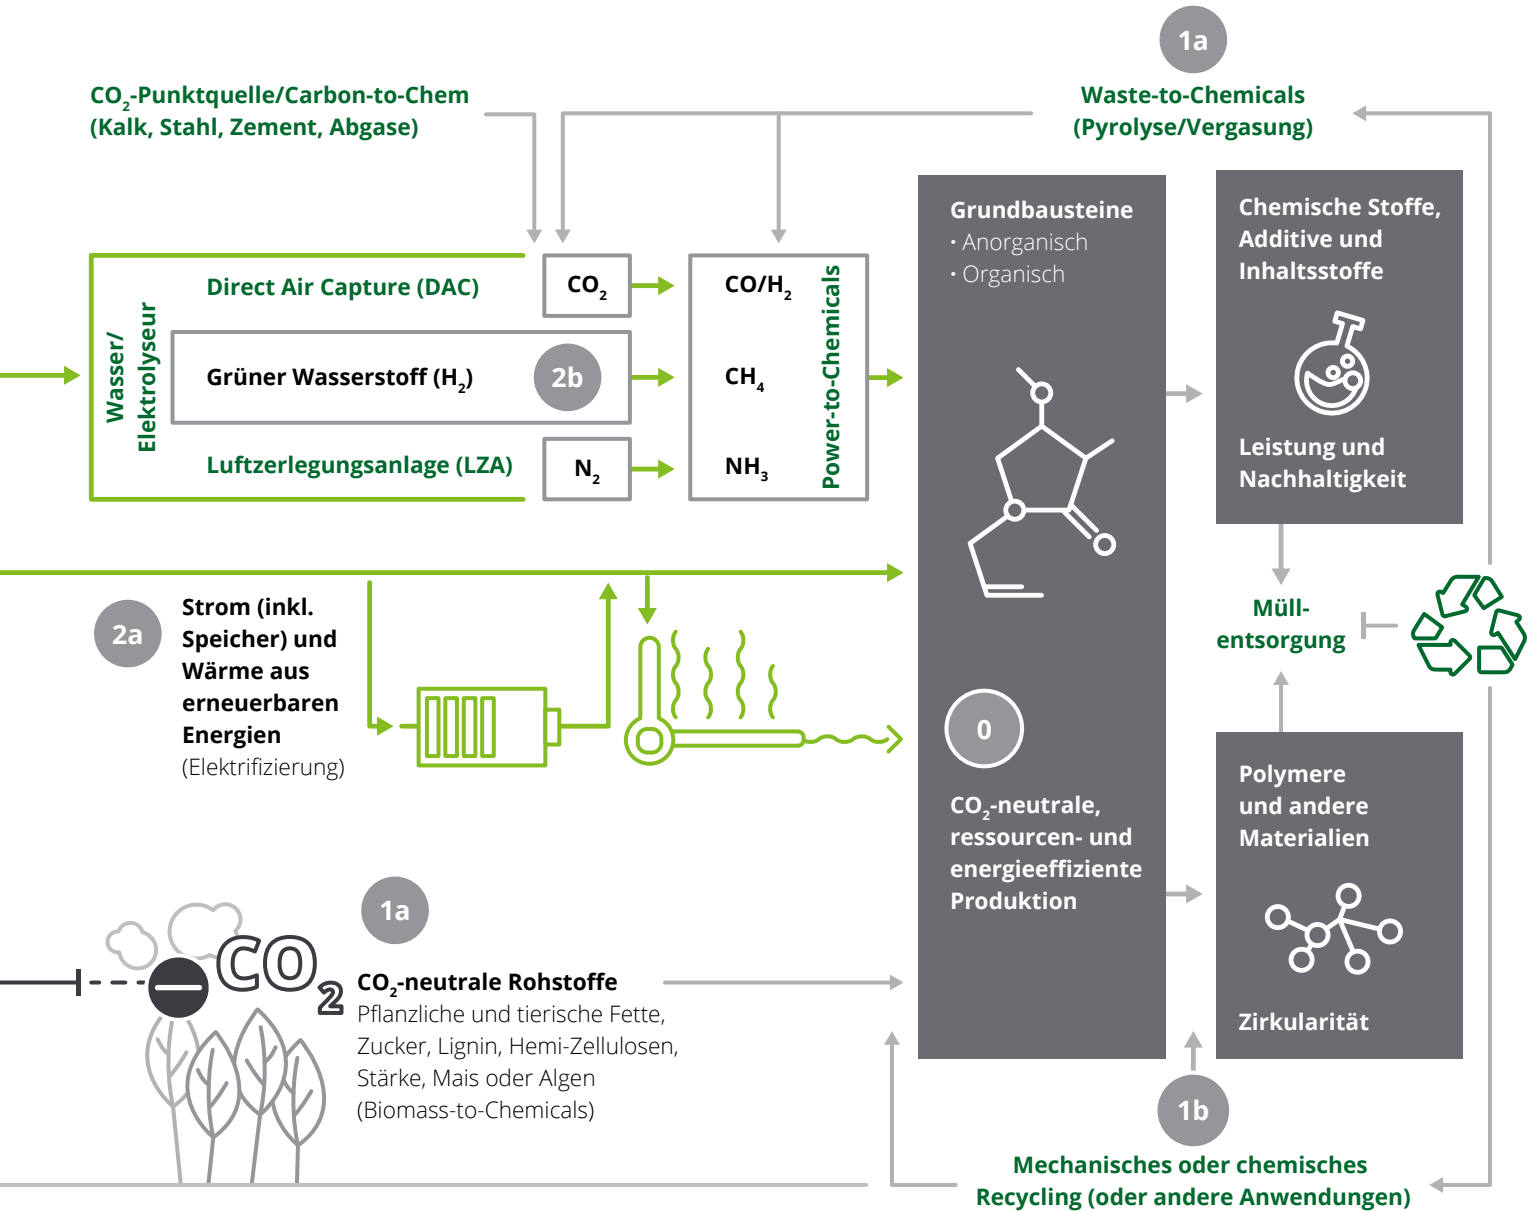 1a
CO₂-Punktquelle/Carbon-to-Chem
(Kalk, Stahl, Zement, Abgase)
Waste-to-Chemicals
(Pyrolyse/Vergasung)
Wasser/
Elektrolyseur
Direct Air Capture (DAC)
CO₂
Grüner Wasserstoff (H₂)
2b
Luftzerlegungsanlage (LZA)
N₂
CO/H₂
CH₄
NH₃
Power-to-Chemicals
Grundbausteine
• Anorganisch
• Organisch
0
CO₂-neutrale,
ressourcen- und
energieeffiziente
Produktion
Chemische Stoffe,
Additive und
Inhaltsstoffe
Leistung und
Nachhaltigkeit
Müll-
entsorgung
Polymere
und andere
Materialien
Zirkularität
2a
Strom (inkl.
Speicher) und
Wärme aus
erneuerbaren
Energien
(Elektrifizierung)
CO₂
1a
CO₂-neutrale Rohstoffe
Pflanzliche und tierische Fette,
Zucker, Lignin, Hemi-Zellulosen,
Stärke, Mais oder Algen
(Biomass-to-Chemicals)
1b
Mechanisches oder chemisches
Recycling (oder andere Anwendungen)